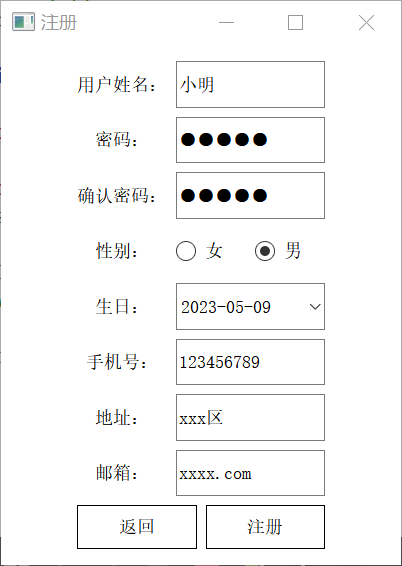 注册
用户姓名： 小明
密码： ●●●●●
确认密码： ●●●●●
性别： 女 男
生日： 2023-05-09
手机号： 123456789
地址： xxx区
邮箱： xxxx.com
返回 注册